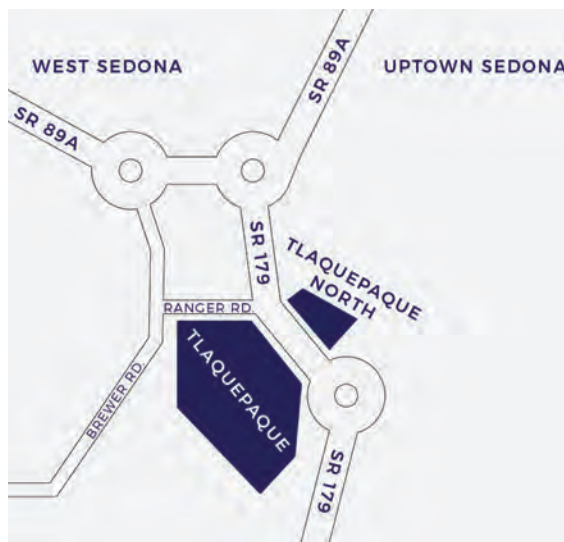 WEST SEDONA
UPTOWN SEDONA
SR 89A
SR 89A
SR 179
TLAQUEPAQUE
NORTH
RANGER RD.
TLAQUEPAQUE
BREWER RD.
SR 179